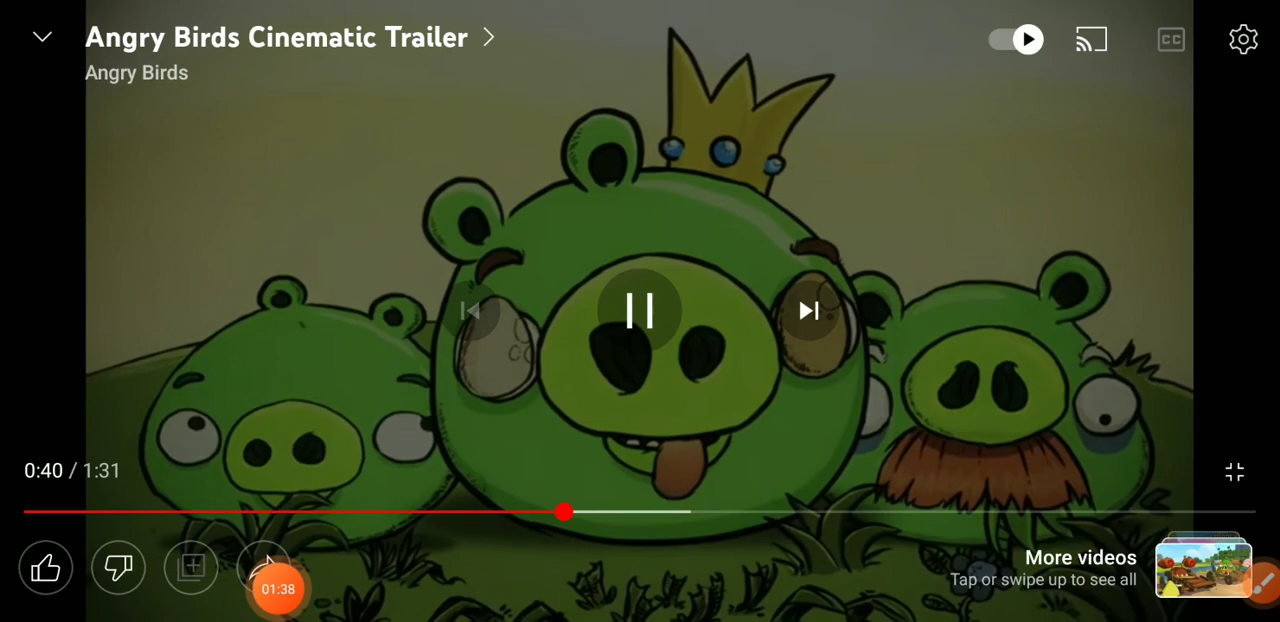 Angry Birds Cinematic Trailer
CC
Angry Birds
0:40 / 1:31
More videos
Tap or swipe up to see all
01:38